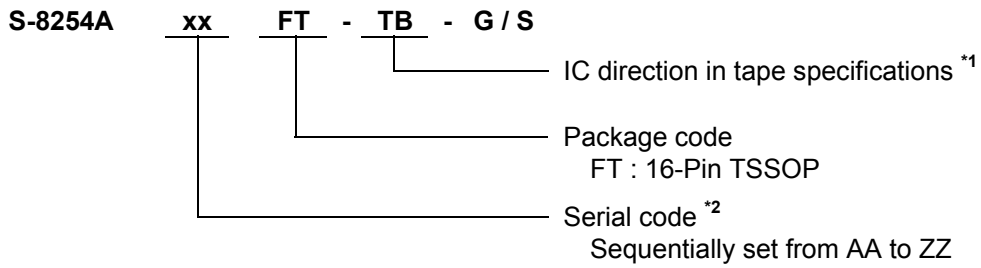 S-8254A xx FT - TB - G / S
IC direction in tape specifications *1
Package code
FT : 16-Pin TSSOP
Serial code *2
Sequentially set from AA to ZZ